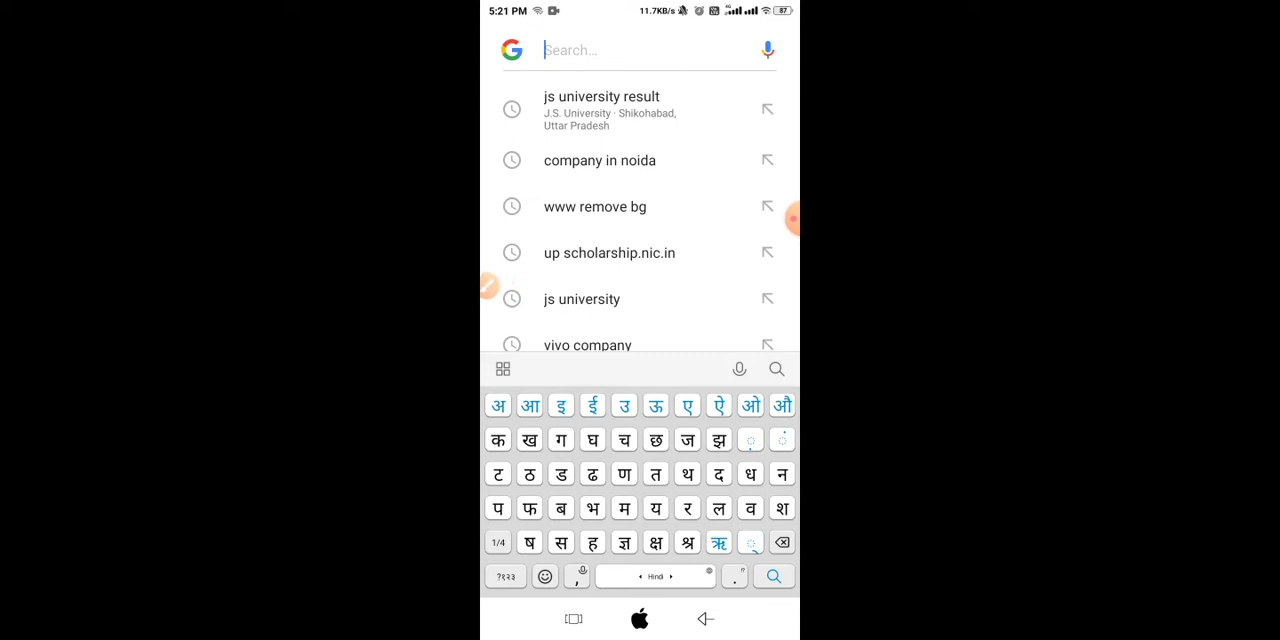 5:21 PM 11.7KB/s 87
Search...
js university result
J.S. University · Shikohabad,
Uttar Pradesh
company in noida
www remove bg
up scholarship.nic.in
js university
vivo company
अ आ इ ई उ ऊ ए ऐ ओ औ
क ख ग घ च छ ज झ ़ ं
ट ठ ड ढ ण त थ द ध न
प फ ब भ म य र ल व श
1/4 ष स ह ज्ञ क्ष श्र ऋ ्
?१२३ , Hindi .